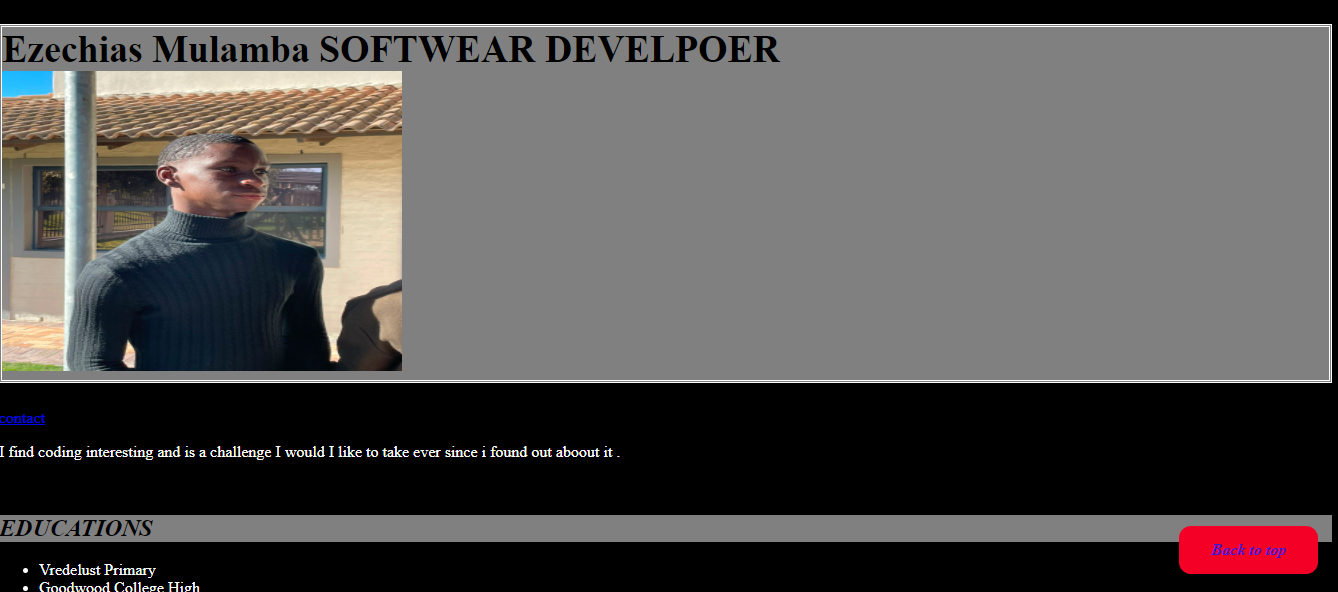 Ezechias Mulamba SOFTWEAR DEVELPOER
contact
I find coding interesting and is a challenge I would I like to take ever since i found out aboout it .
EDUCATIONS
Back to top
Vredelust Primary
Goodwood College High